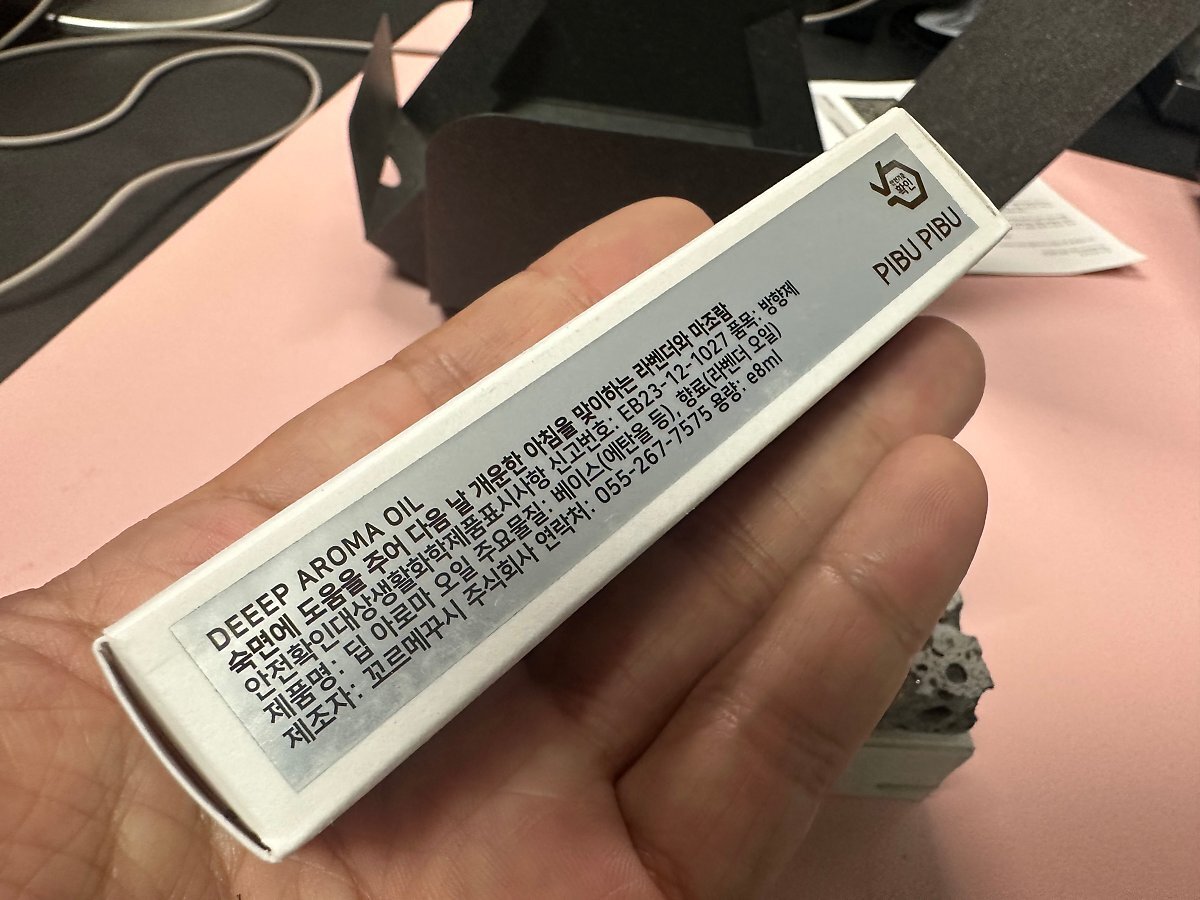 확인
PIBU PIBU
DEEEP AROMA OIL
숙면에 도움을 주어 다음 날 개운한 아침을 맞이하는 라벤더와 마조람
안전확인대상생활화학제품표시사항 신고번호: EB23-12-1027 품목: 방향제
제품명: 딥 아로마 오일 주요물질: 베이스(에탄올 등), 향료(라벤더 오일)
제조자: 꼬르메꾸시 주식회사 연락처: 055-267-7575 용량: e8ml